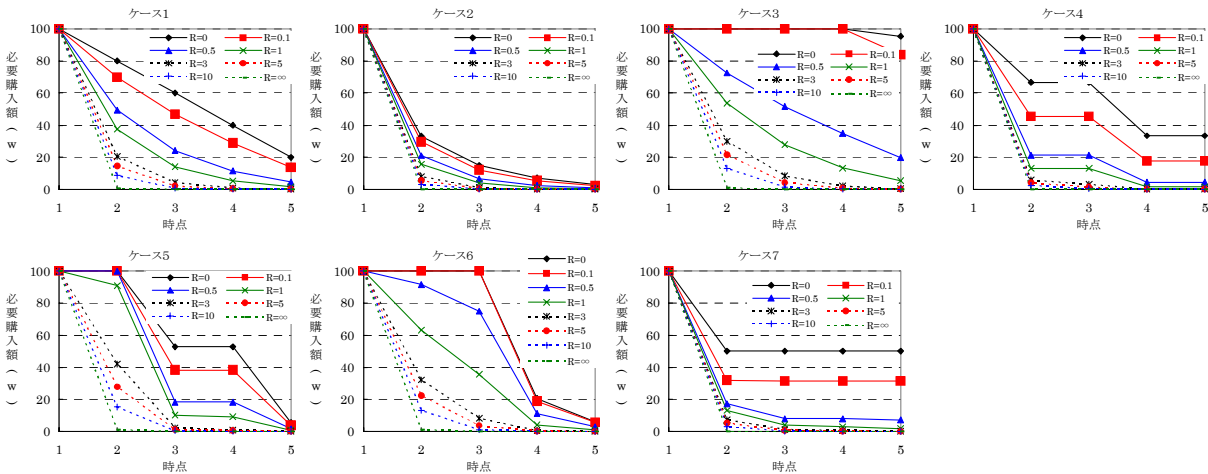 ケース1
必要購入額(w)
100
80
60
40
20
0
R=0
R=0.1
R=0.5
R=1
R=3
R=5
R=10
R=∞
1 2 3 4 5
時点
ケース2
必要購入額(w)
100
80
60
40
20
0
R=0
R=0.1
R=0.5
R=1
R=3
R=5
R=10
R=∞
1 2 3 4 5
時点
ケース3
必要購入額(w)
100
80
60
40
20
0
R=0
R=0.1
R=0.5
R=1
R=3
R=5
R=10
R=∞
1 2 3 4 5
時点
ケース4
必要購入額(w)
100
80
60
40
20
0
R=0
R=0.1
R=0.5
R=1
R=3
R=5
R=10
R=∞
1 2 3 4 5
時点
ケース5
必要購入額(w)
100
80
60
40
20
0
R=0
R=0.1
R=0.5
R=1
R=3
R=5
R=10
R=∞
1 2 3 4 5
時点
ケース6
必要購入額(w)
100
80
60
40
20
0
R=0
R=0.1
R=0.5
R=1
R=3
R=5
R=10
R=∞
1 2 3 4 5
時点
ケース7
必要購入額(w)
100
80
60
40
20
0
R=0
R=0.1
R=0.5
R=1
R=3
R=5
R=10
R=∞
1 2 3 4 5
時点